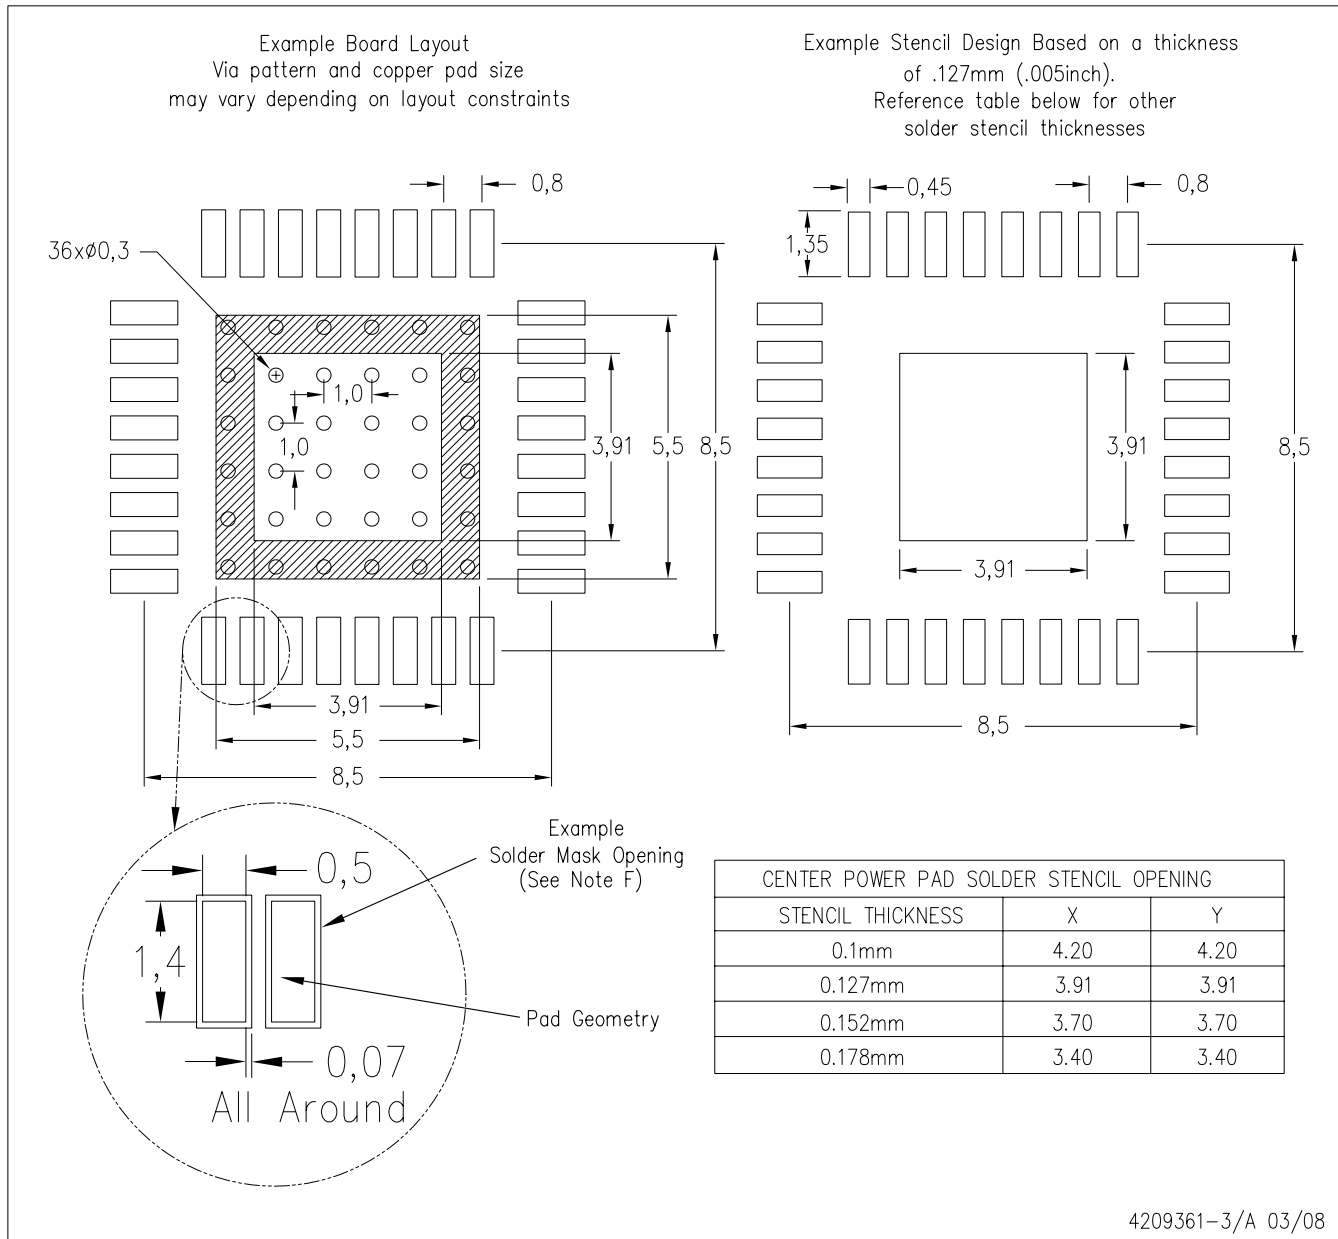 Example Board Layout
Via pattern and copper pad size
may vary depending on layout constraints
Example Stencil Design Based on a thickness
of .127mm (.005inch).
Reference table below for other
solder stencil thicknesses
0,8
36xø0,3
1,0
1,0
3,91
5,5
8,5
3,91
5,5
8,5
0,45
0,8
1,35
3,91
8,5
3,91
8,5
0,5
1,4
0,07
All Around
Example
Solder Mask Opening
(See Note F)
Pad Geometry
CENTER POWER PAD SOLDER STENCIL OPENING
STENCIL THICKNESS X Y
0.1mm 4.20 4.20
0.127mm 3.91 3.91
0.152mm 3.70 3.70
0.178mm 3.40 3.40
4209361-3/A 03/08